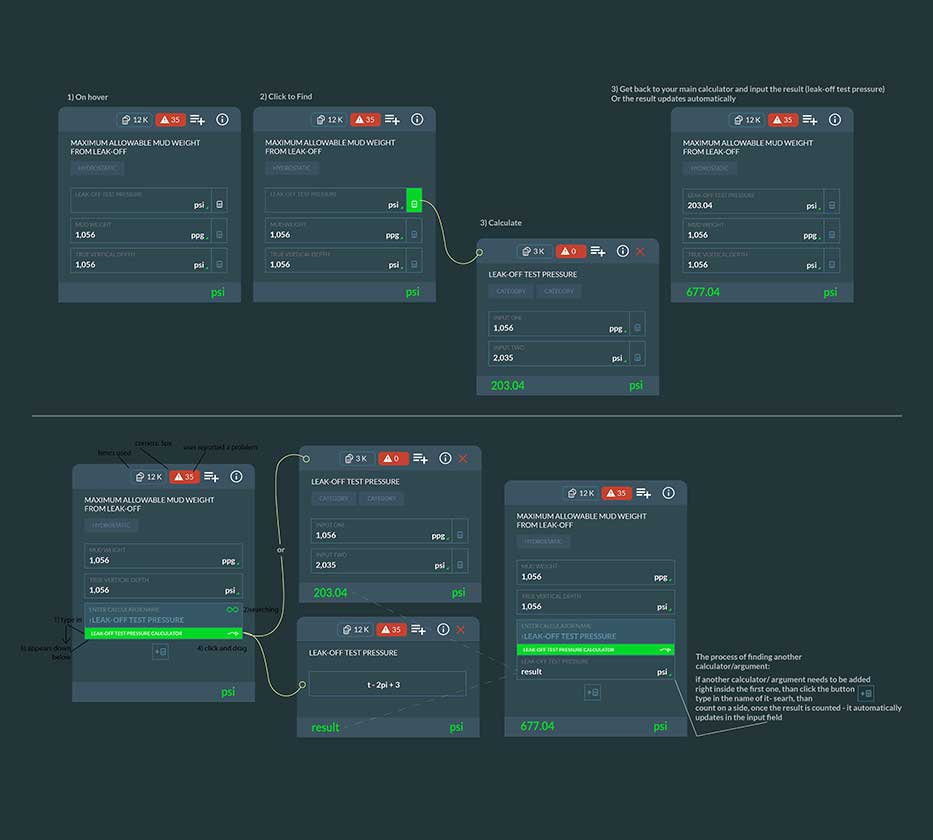 1) On hover
12 K
35
MAXIMUM ALLOWABLE MUD WEIGHT
FROM LEAK-OFF
HYDROSTATIC
LEAK-OFF TEST PRESSURE
psi
MUD WEIGHT
1,056
ppg
TRUE VERTICAL DEPTH
1,056
psi
psi
2) Click to Find
12 K
35
MAXIMUM ALLOWABLE MUD WEIGHT
FROM LEAK-OFF
HYDROSTATIC
LEAK-OFF TEST PRESSURE
psi
MUD WEIGHT
1,056
ppg
TRUE VERTICAL DEPTH
1,056
psi
psi
3) Calculate
3 K
0
LEAK-OFF TEST PRESSURE
CATEGORY
CATEGORY
INPUT ONE
1,056
ppg
INPUT TWO
2,035
psi
203.04
psi
3) Get back to your main calculator and input the result (leak-off test pressure)
Or the result updates automatically
12 K
35
MAXIMUM ALLOWABLE MUD WEIGHT
FROM LEAK-OFF
HYDROSTATIC
LEAK-OFF TEST PRESSURE
203.04
psi
MUD WEIGHT
1,056
ppg
TRUE VERTICAL DEPTH
1,056
psi
677.04
psi
times used
corners: 5px
user reported a problem
12 K
35
MAXIMUM ALLOWABLE MUD WEIGHT
FROM LEAK-OFF
HYDROSTATIC
MUD WEIGHT
1,056
ppg
TRUE VERTICAL DEPTH
1,056
psi
ENTER CALCULATOR NAME
2)searching
1) type in
LEAK-OFF TEST PRESSURE
LEAK-OFF TEST PRESSURE CALCULATOR
appears down
below
4) click and drag
psi
or
3 K
0
LEAK-OFF TEST PRESSURE
CATEGORY
CATEGORY
INPUT ONE
1,056
ppg
INPUT TWO
2,035
psi
203.04
psi
12 K
35
LEAK-OFF TEST PRESSURE
t - 2pi + 3
result
psi
12 K
35
MAXIMUM ALLOWABLE MUD WEIGHT
FROM LEAK-OFF
HYDROSTATIC
MUD WEIGHT
1,056
ppg
TRUE VERTICAL DEPTH
1,056
psi
ENTER CALCULATOR NAME
LEAK-OFF TEST PRESSURE
LEAK-OFF TEST PRESSURE CALCULATOR
LEAK-OFF TEST PRESSURE
result
psi
677.04
psi
The process of finding another
calculator/argument:
if another calculator/ argument needs to be added
right inside the first one, than click the button
type in the name of it- searh, than
count on a side, once the result is counted - it automatically
updates in the input field